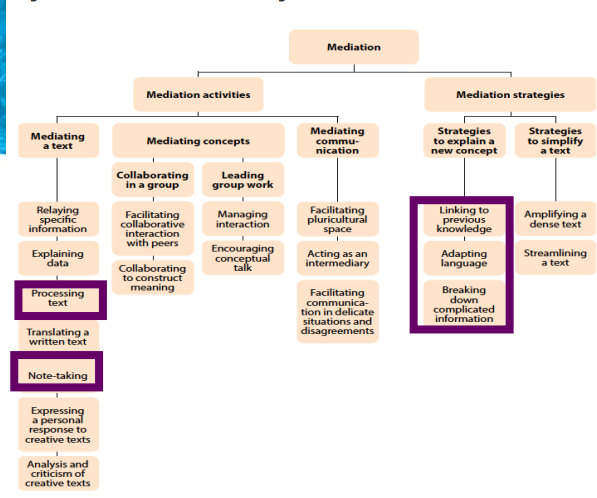 Mediation
Mediation activities
Mediation strategies
Mediating
a text
Mediating concepts
Mediating
commu-
nication
Strategies
to explain a
new concept
Strategies
to simplify
a text
Collaborating
in a group
Leading
group work
Relaying
specific
information
Facilitating
collaborative
interaction
with peers
Managing
interaction
Facilitating
pluricultural
space
Linking to
previous
knowledge
Amplifying a
dense text
Explaining
data
Collaborating
to construct
meaning
Encouraging
conceptual
talk
Acting as an
intermediary
Adapting
language
Streamlining
a text
Processing
text
Facilitating
communica-
tion in delicate
situations and
disagreements
Breaking
down
complicated
information
Translating a
written text
Note-taking
Expressing
a personal
response to
creative texts
Analysis and
criticism of
creative texts